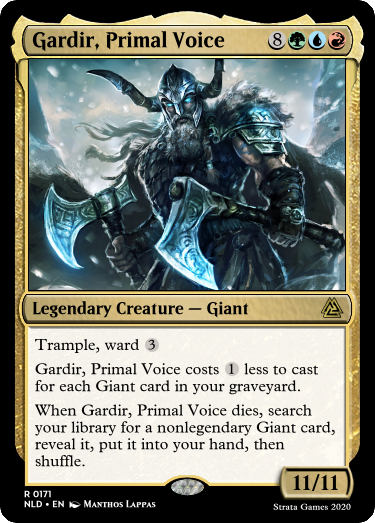 Gardir, Primal Voice 8
Legendary Creature — Giant
Trample, ward 3
Gardir, Primal Voice costs 1 less to cast
for each Giant card in your graveyard.
When Gardir, Primal Voice dies, search
your library for a nonlegendary Giant card,
reveal it, put it into your hand, then
shuffle.
11/11
R 0171
NLD • EN Manthos Lappas
Strata Games 2020